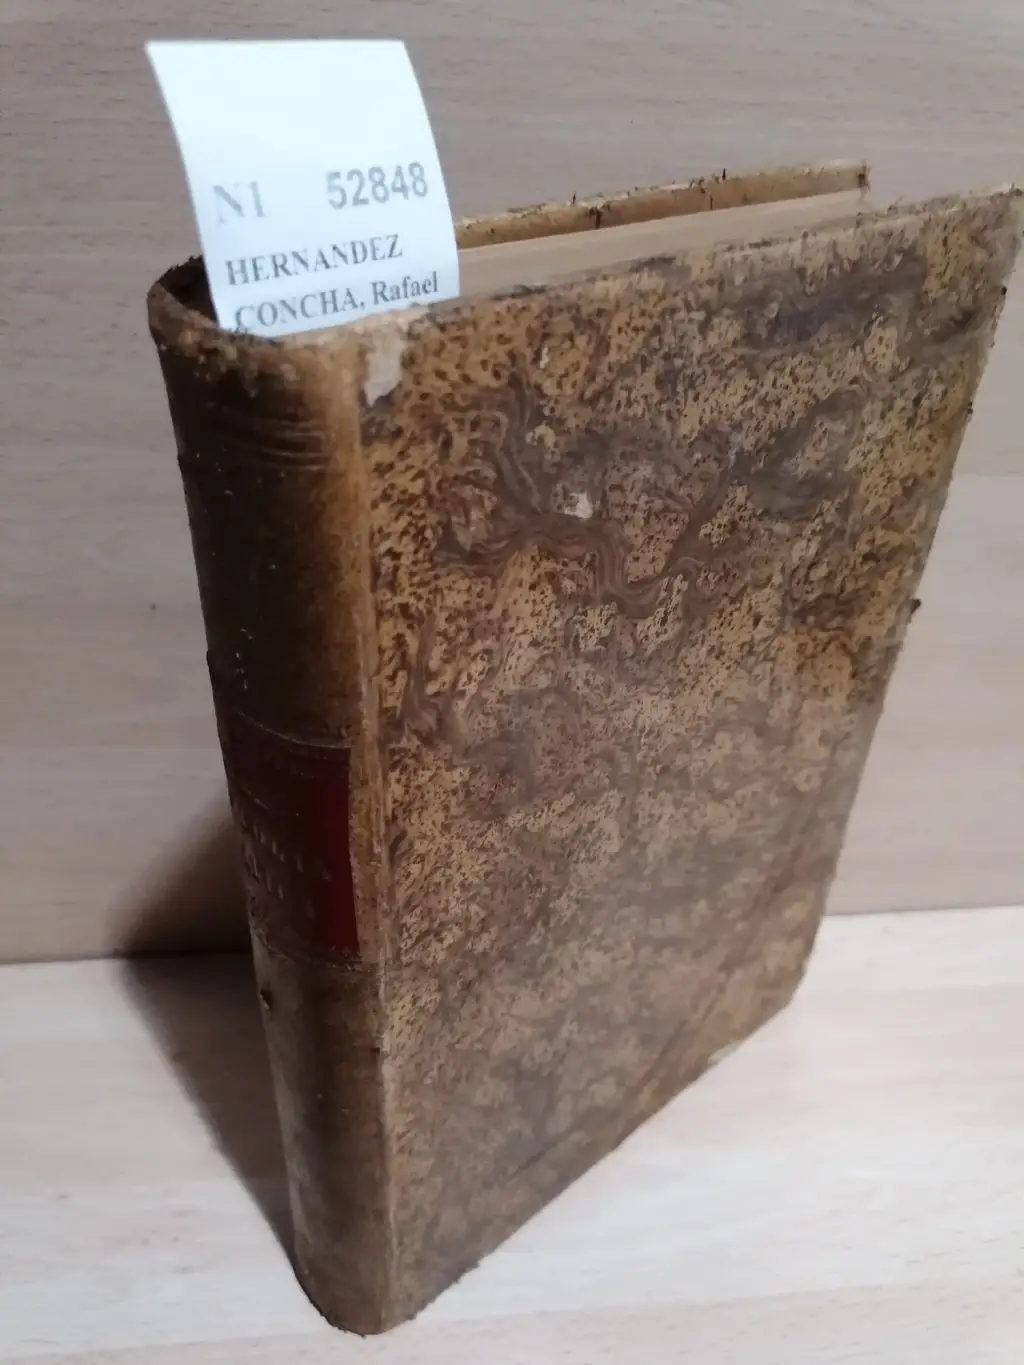 N1 52848
HERNANDEZ
CONCHA, Rafael